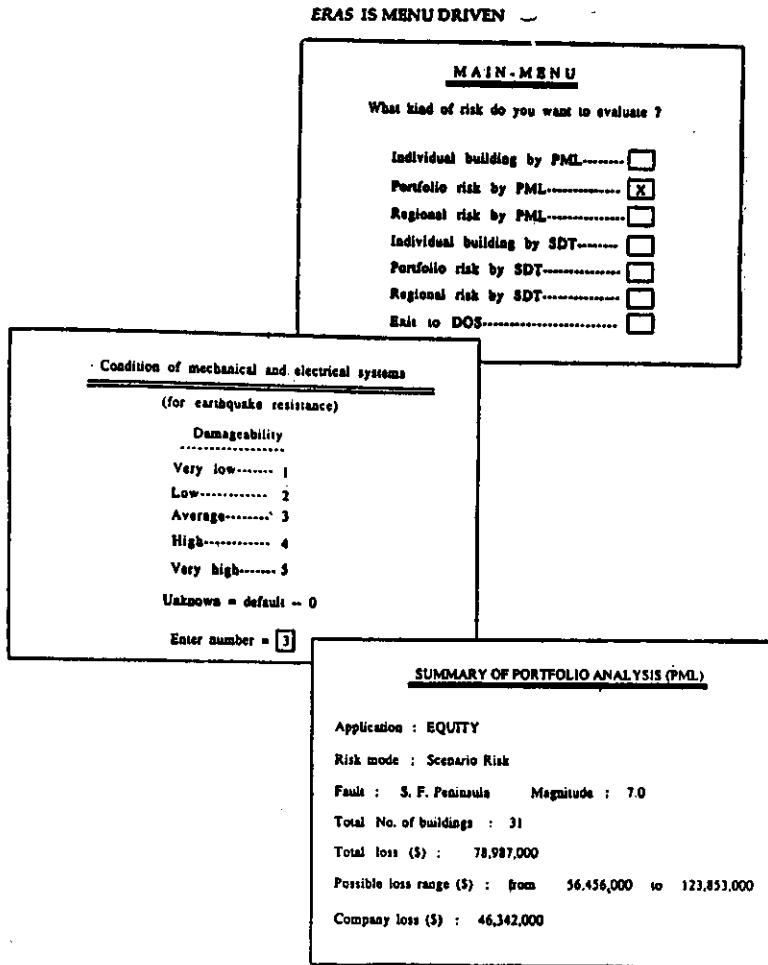 ERAS IS MENU DRIVEN
MAIN-MENU
What kind of risk do you want to evaluate ?
Individual building by PML--------
Portfolio risk by PML-------------- X
Regional risk by PML--------------
Individual building by SDT--------
Portfolio risk by SDT--------------
Regional risk by SDT--------------
Exit to DOS-------------------------
Condition of mechanical and electrical systems
(for earthquake resistance)
Damageability
------------------
Very low------- 1
Low------------ 2
Average-------- 3
High------------ 4
Very high------- 5
Unknown = default -- 0
Enter number = 3
SUMMARY OF PORTFOLIO ANALYSIS (PML)
Application : EQUITY
Risk mode : Scenario Risk
Fault : S. F. Peninsula Magnitude : 7.0
Total No. of buildings : 31
Total loss ($) : 78,987,000
Possible loss range ($) : from 56,456,000 to 123,853,000
Company loss ($) : 46,342,000